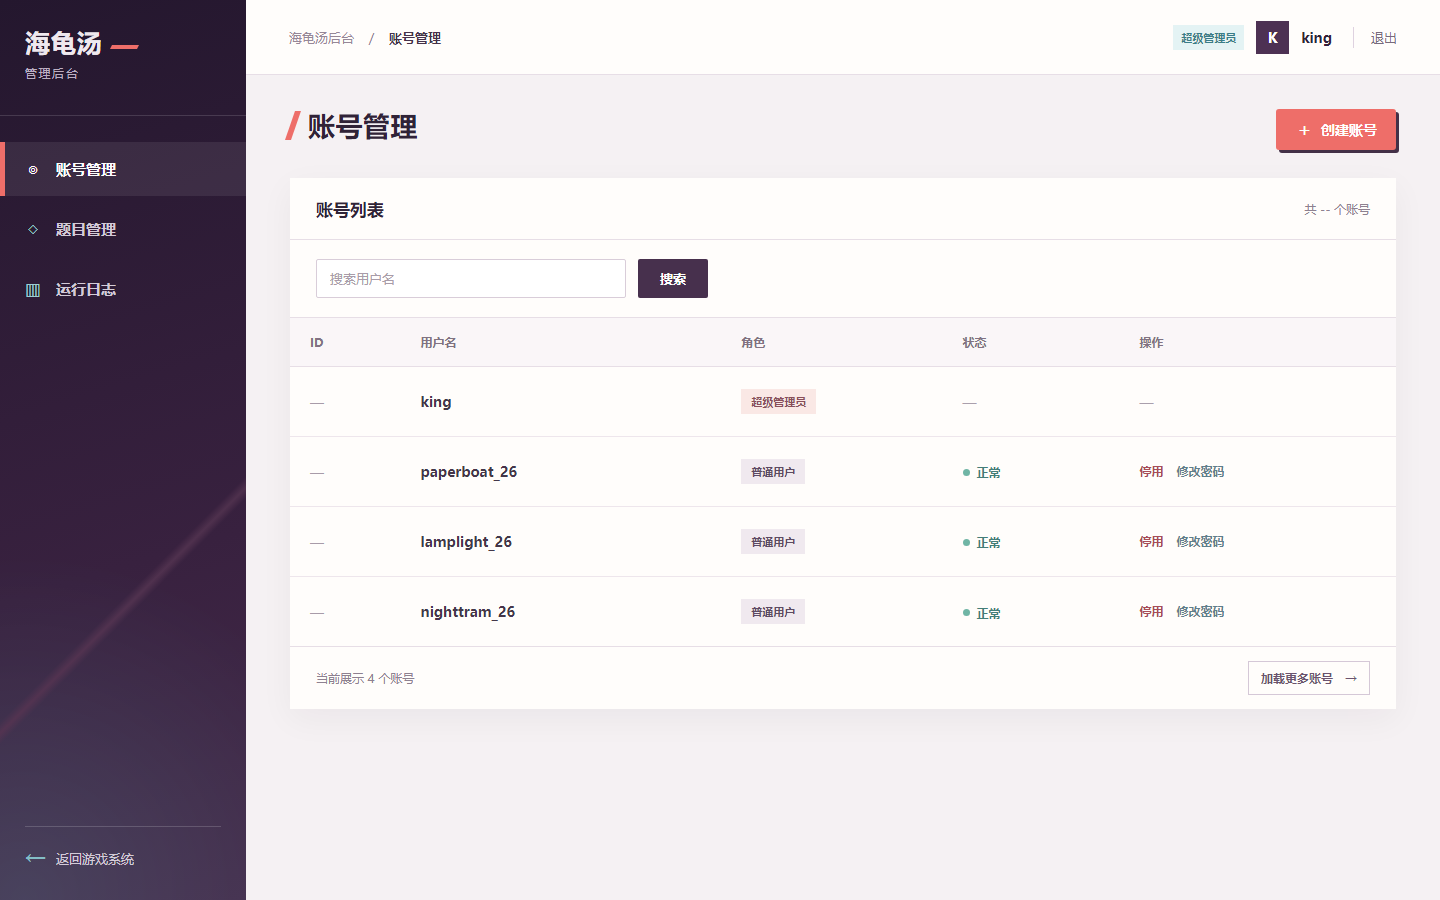 海龟汤
管理后台
账号管理
题目管理
运行日志
返回游戏系统
海龟汤后台 / 账号管理
超级管理员 K king 退出
/ 账号管理
+ 创建账号
账号列表
共 -- 个账号
搜索用户名 搜索
ID 用户名 角色 状态 操作
— king 超级管理员 — —
— paperboat_26 普通用户 正常 停用 修改密码
— lamplight_26 普通用户 正常 停用 修改密码
— nighttram_26 普通用户 正常 停用 修改密码
当前展示 4 个账号
加载更多账号 →